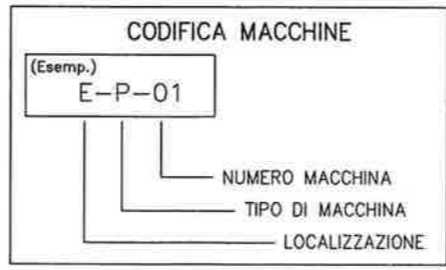 CODIFICA MACCHINE
(Esemp.)
E-P-01
NUMERO MACCHINA
TIPO DI MACCHINA
LOCALIZZAZIONE